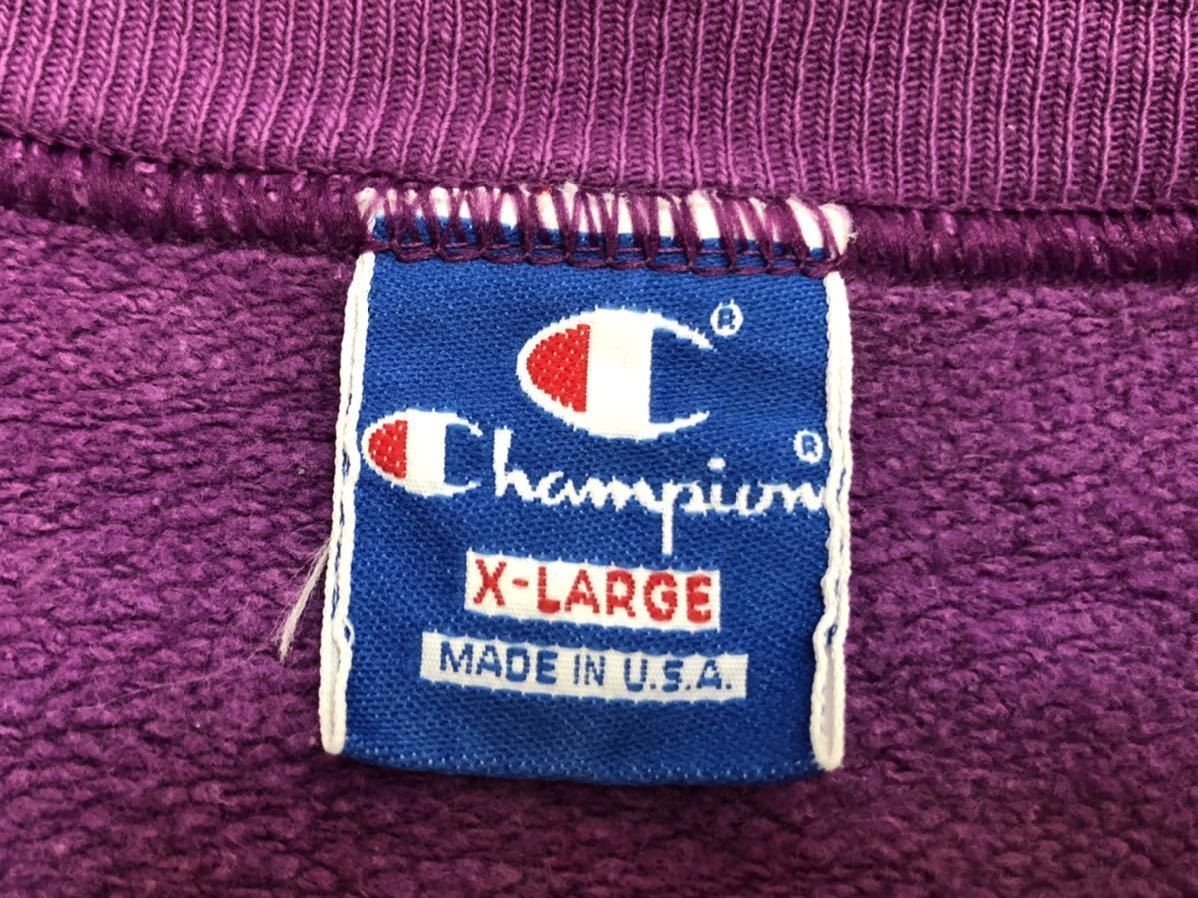 C®
Champion®
X-LARGE
MADE IN U.S.A.